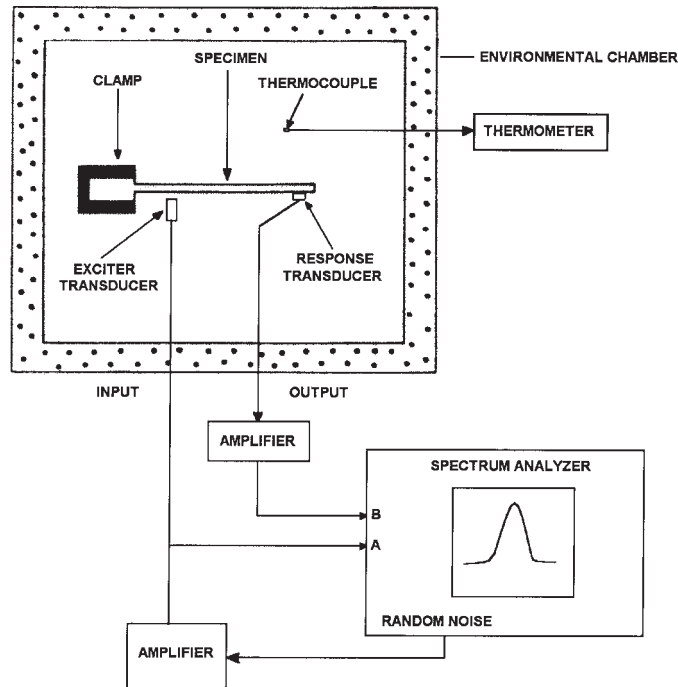 SPECIMEN
ENVIRONMENTAL CHAMBER
CLAMP
THERMOCOUPLE
THERMOMETER
EXCITER
TRANSDUCER
RESPONSE
TRANSDUCER
INPUT
OUTPUT
AMPLIFIER
SPECTRUM ANALYZER
B
A
RANDOM NOISE
AMPLIFIER